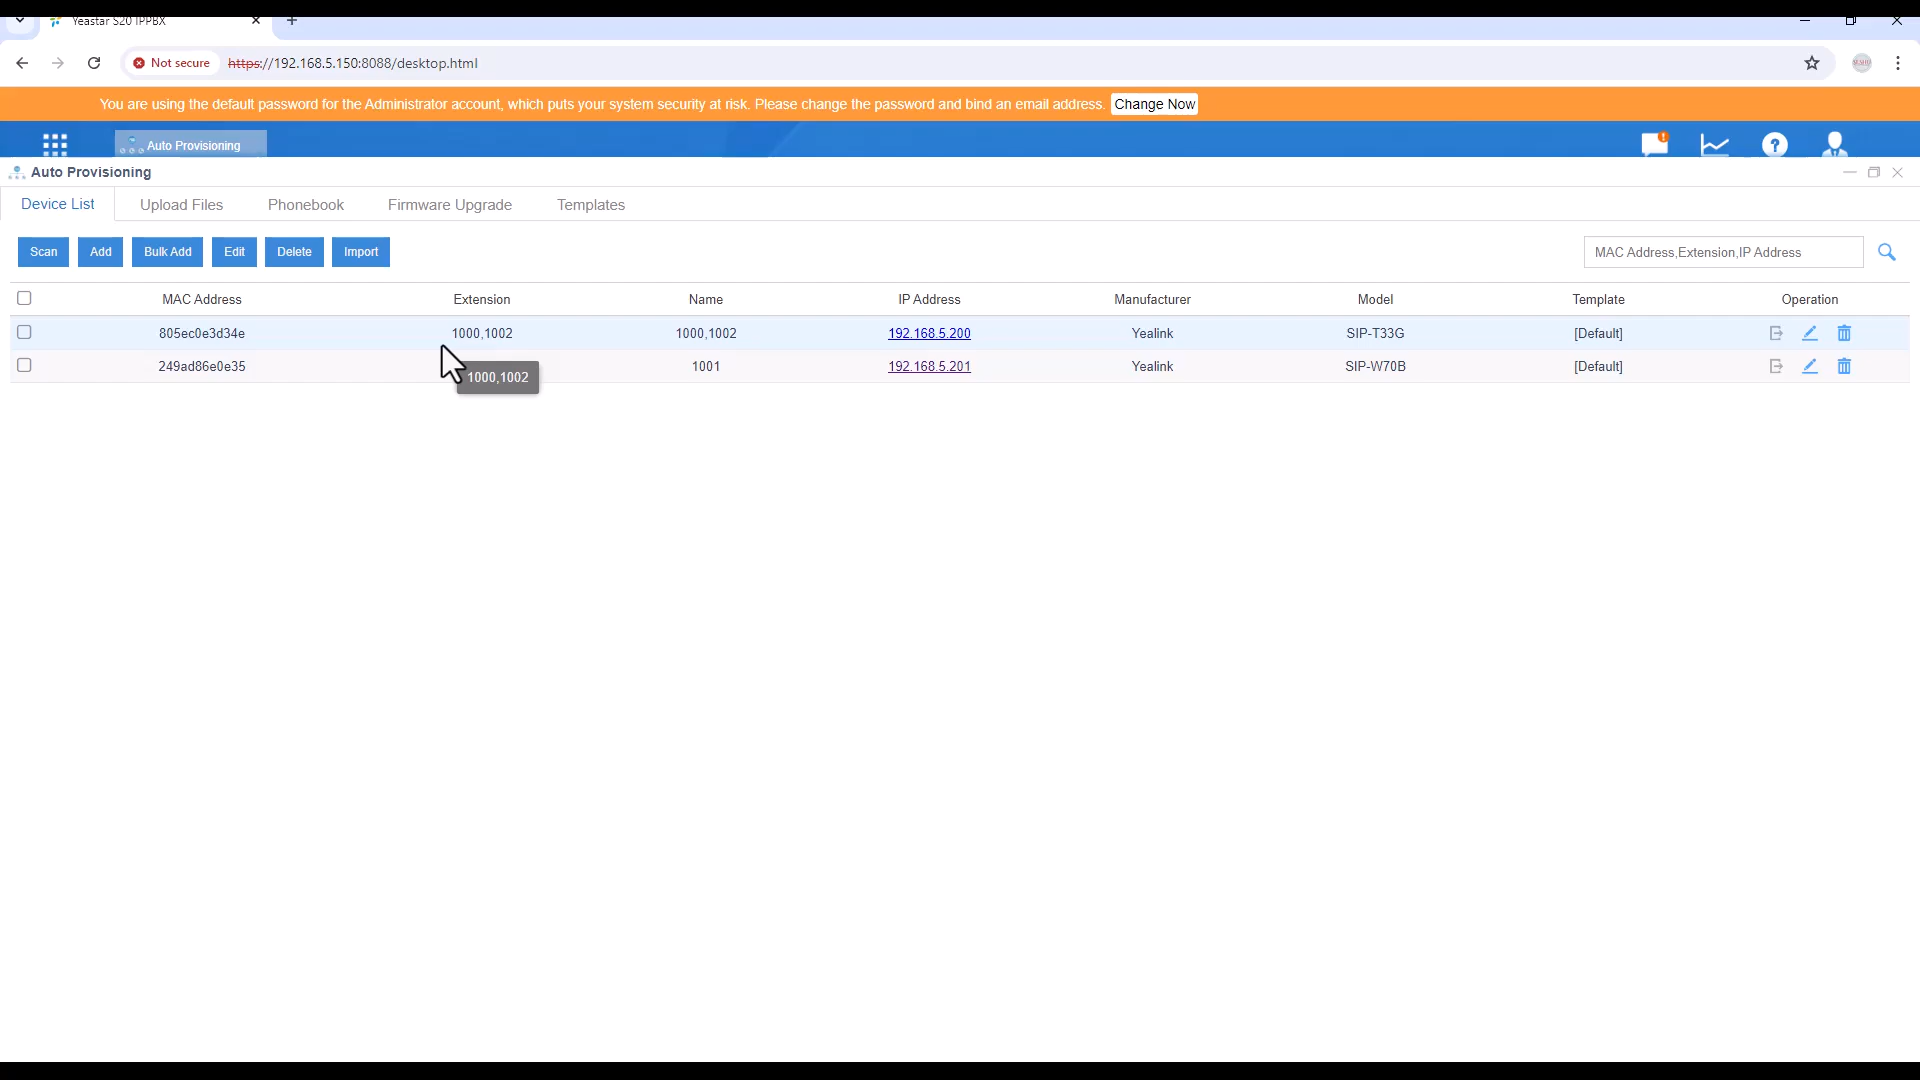 Yeastar S20 IPPBX
Not secure https://192.168.5.150:8088/desktop.html
You are using the default password for the Administrator account, which puts your system security at risk. Please change the password and bind an email address. Change Now
Auto Provisioning
Auto Provisioning
Device List Upload Files Phonebook Firmware Upgrade Templates
Scan Add Bulk Add Edit Delete Import MAC Address,Extension,IP Address
MAC Address Extension Name IP Address Manufacturer Model Template Operation
805ec0e3d34e 1000,1002 1000,1002 192.168.5.200 Yealink SIP-T33G [Default]
249ad86e0e35 1001 192.168.5.201 Yealink SIP-W70B [Default]
1000,1002